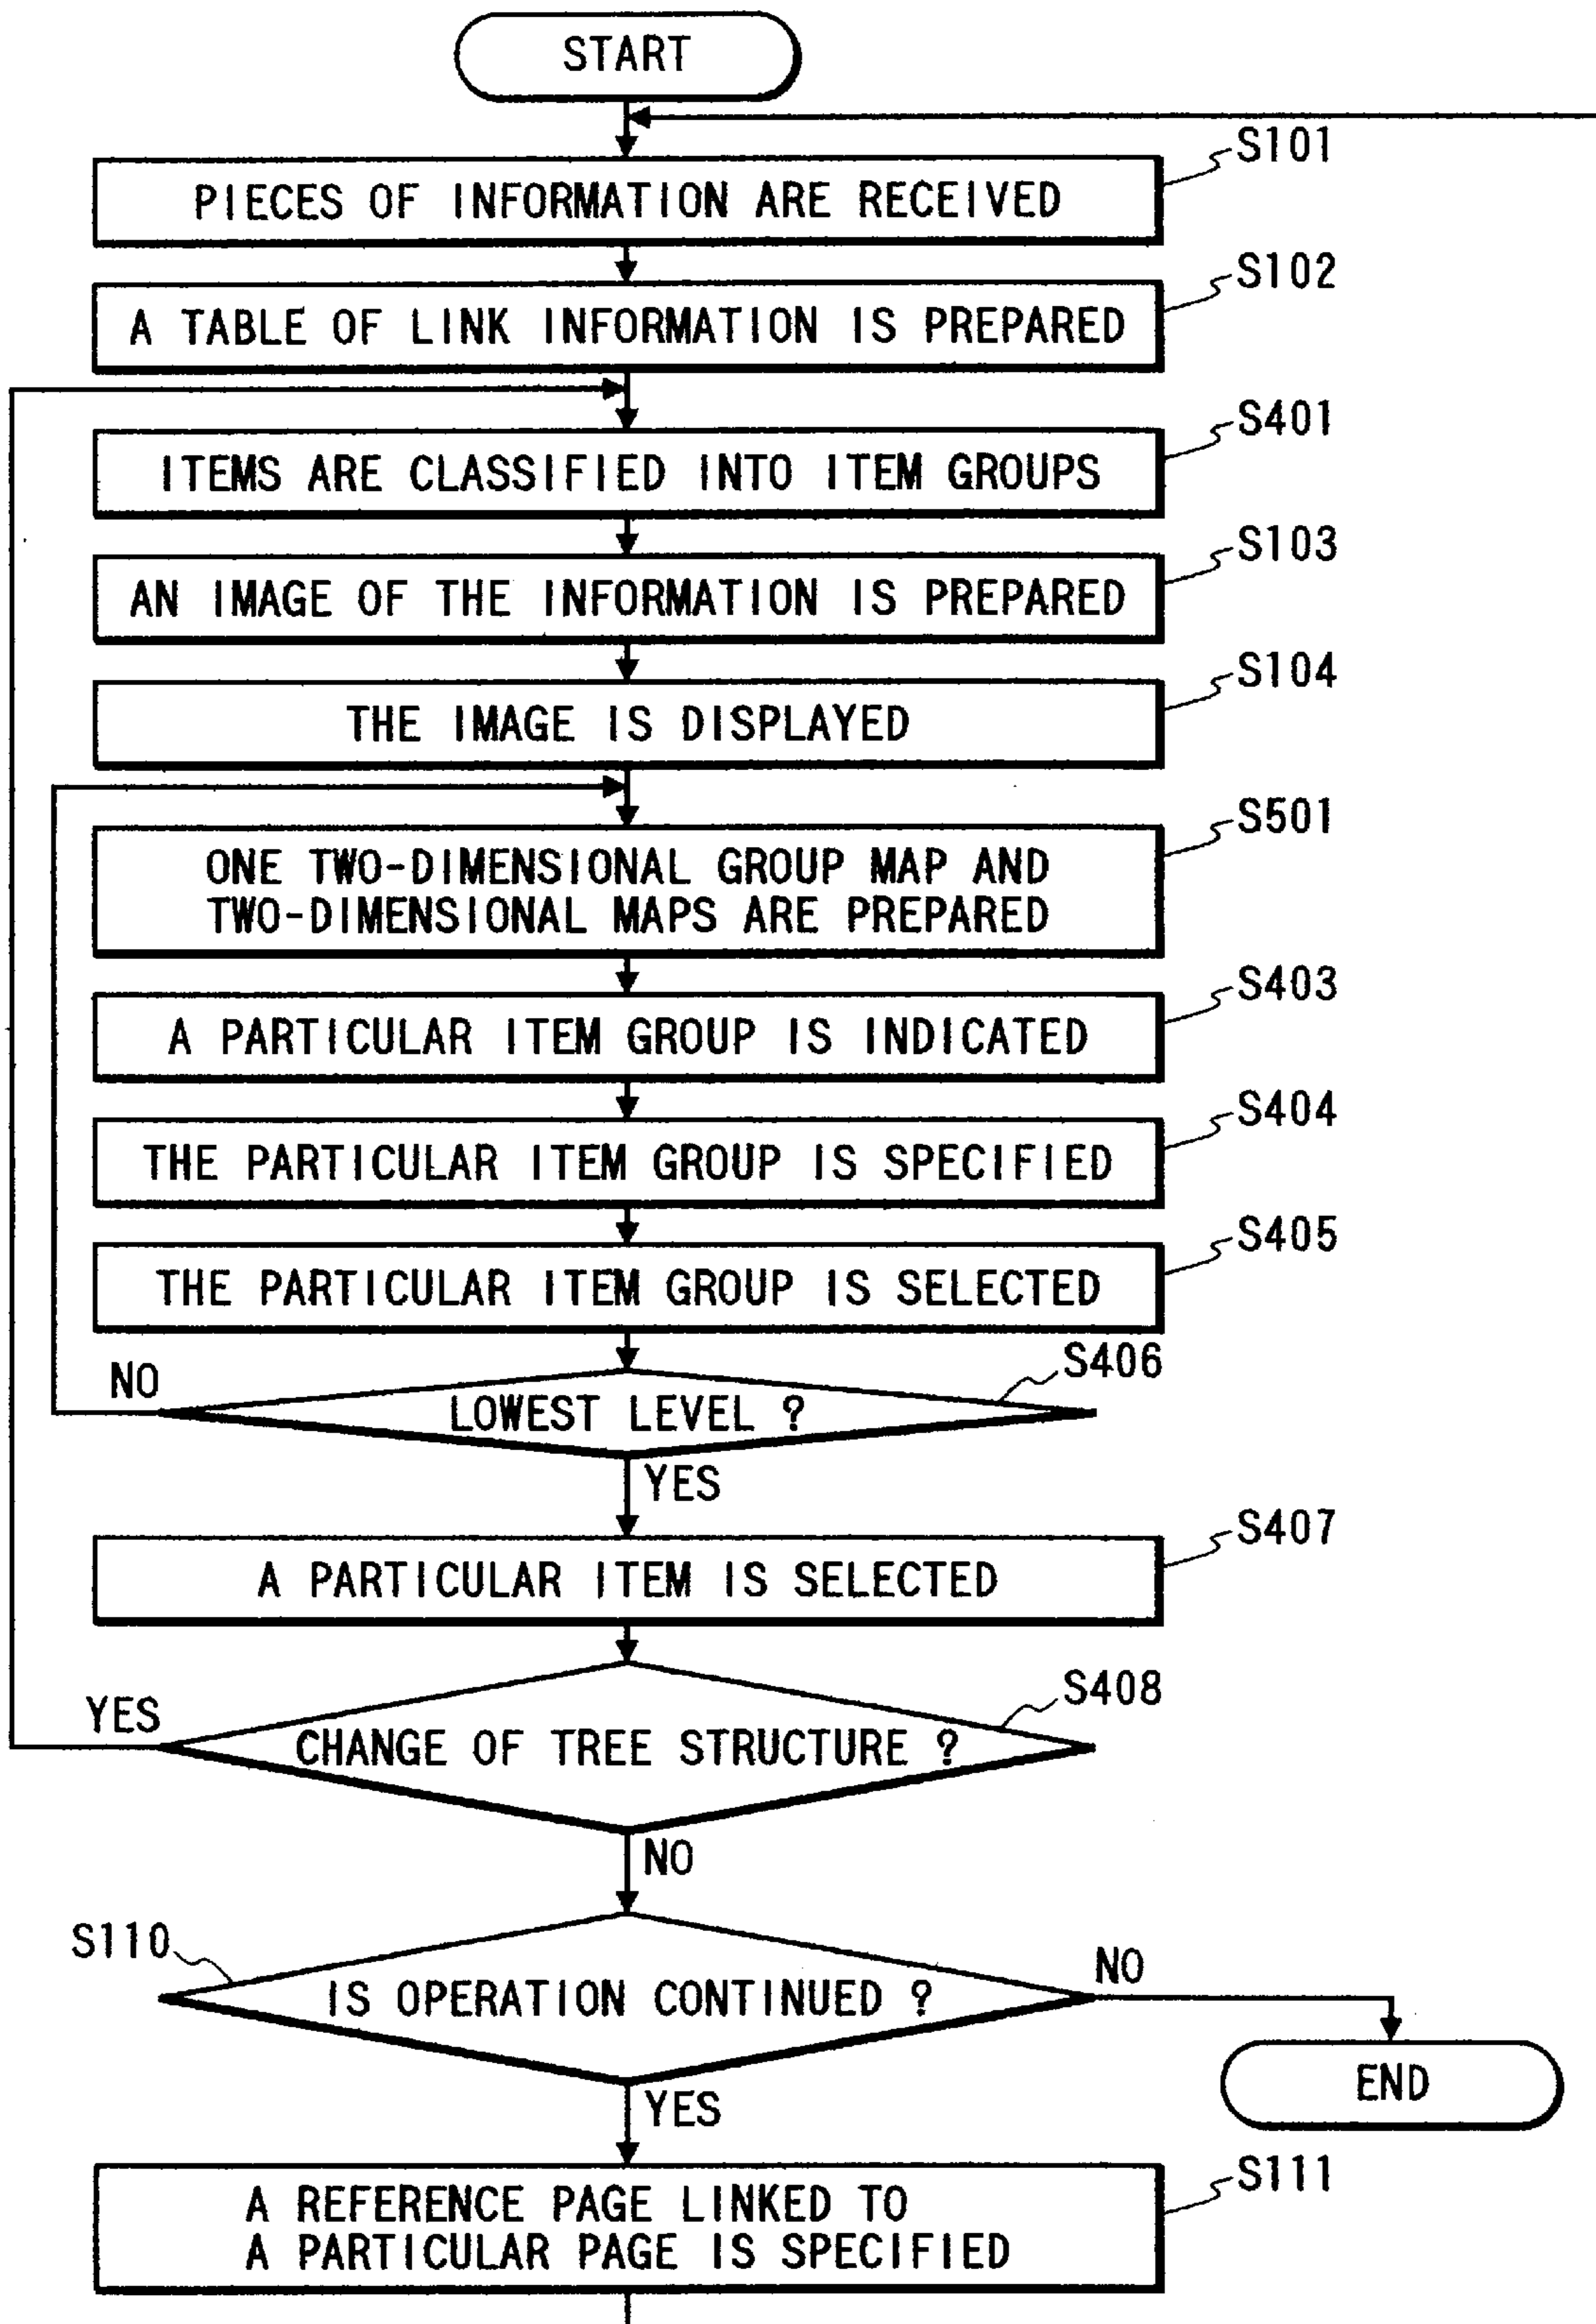 START
S101
PIECES OF INFORMATION ARE RECEIVED
S102
A TABLE OF LINK INFORMATION IS PREPARED
S401
ITEMS ARE CLASSIFIED INTO ITEM GROUPS
S103
AN IMAGE OF THE INFORMATION IS PREPARED
S104
THE IMAGE IS DISPLAYED
S501
ONE TWO-DIMENSIONAL GROUP MAP AND
TWO-DIMENSIONAL MAPS ARE PREPARED
S403
A PARTICULAR ITEM GROUP IS INDICATED
S404
THE PARTICULAR ITEM GROUP IS SPECIFIED
S405
THE PARTICULAR ITEM GROUP IS SELECTED
S406
NO
LOWEST LEVEL ?
YES
S407
A PARTICULAR ITEM IS SELECTED
S408
YES
CHANGE OF TREE STRUCTURE ?
NO
S110
NO
IS OPERATION CONTINUED ?
END
YES
S111
A REFERENCE PAGE LINKED TO
A PARTICULAR PAGE IS SPECIFIED